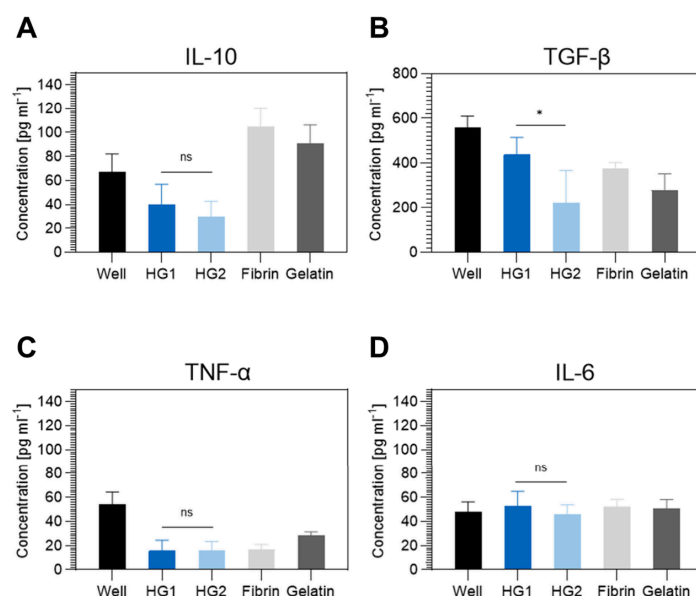 A
IL-10
Concentration [pg ml⁻¹]
140
120
100
80
60
40
20
0
ns
Well HG1 HG2 Fibrin Gelatin
B
TGF-β
Concentration [pg ml⁻¹]
800
600
400
200
0
*
Well HG1 HG2 Fibrin Gelatin
C
TNF-α
Concentration [pg ml⁻¹]
140
120
100
80
60
40
20
0
ns
Well HG1 HG2 Fibrin Gelatin
D
IL-6
Concentration [pg ml⁻¹]
140
120
100
80
60
40
20
0
ns
Well HG1 HG2 Fibrin Gelatin